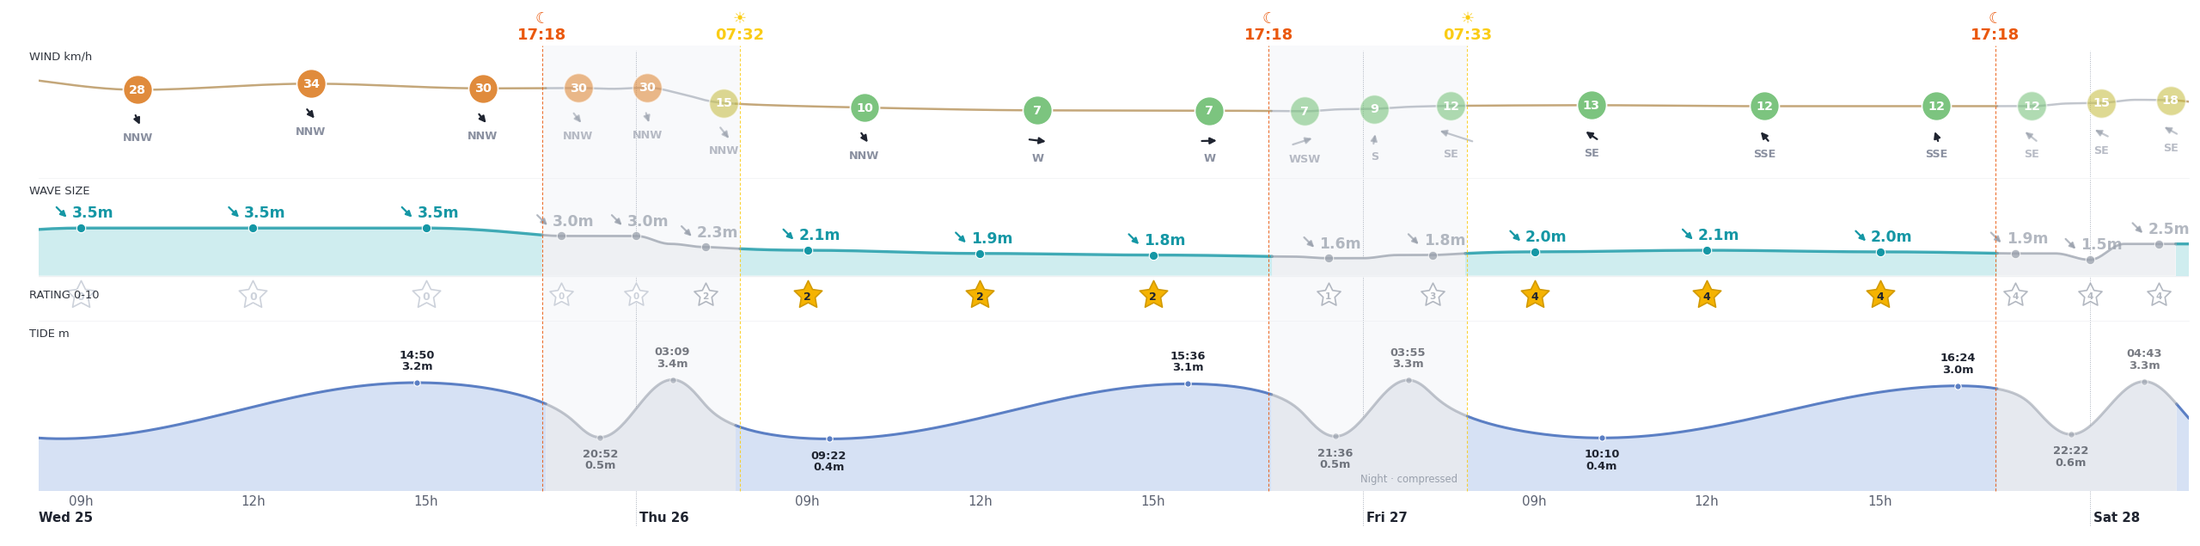 ☾ ☀ ☾ ☀ ☾
17:18 07:32 17:18 07:33 17:18
WIND km/h
28 34 30 30 30 15 10 7 7 7 9 12 13 12 12 12 15 18
NNW NNW NNW NNW NNW NNW NNW W W WSW S SE SE SSE SSE SE SE SE
WAVE SIZE
3.5m 3.5m 3.5m 3.0m 3.0m 2.3m 2.1m 1.9m 1.8m 1.6m 1.8m 2.0m 2.1m 2.0m 1.9m 1.5m 2.5m
RATING 0-10
0 0 0 0 2 2 2 2 1 3 4 4 4 4 4 4
TIDE m
14:50 03:09 15:36 03:55 16:24 04:43
3.2m 3.4m 3.1m 3.3m 3.0m 3.3m
20:52 09:22 21:36 10:10 22:22
0.5m 0.4m 0.5m 0.4m 0.6m
Night · compressed
09h 12h 15h 09h 12h 15h 09h 12h 15h
Wed 25 Thu 26 Fri 27 Sat 28